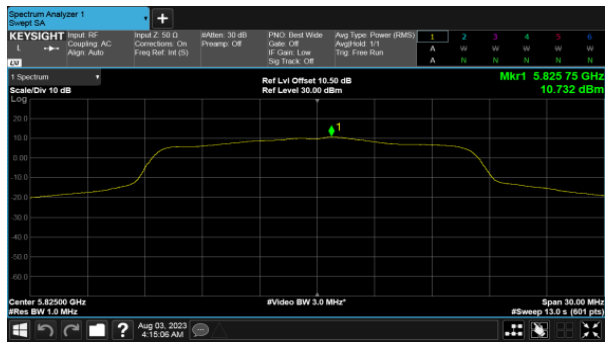 Spectrum Analyzer 1
Swept SA
KEYSIGHT Input: RF Input Z: 50 Ω #Atten: 30 dB PNO: Best Wide Avg Type: Power (RMS) 1 2 3 4 5 6
L Coupling: AC Corrections: On Preamp: Off Gate: Off Avg|Hold: 1/1 A W W W W W
Align: Auto Freq Ref: Int (S) IF Gain: Low Trig: Free Run
Sig Track: Off A N N N N N
LW
1 Spectrum Ref Lvl Offset 10.50 dB Mkr1 5.825 75 GHz
Scale/Div 10 dB Ref Level 30.00 dBm 10.732 dBm
Log
20.0
1
10.0
0.00
-10.0
-20.0
-30.0
-40.0
-50.0
-60.0
Center 5.82500 GHz #Video BW 3.0 MHz* Span 30.00 MHz
#Res BW 1.0 MHz #Sweep 13.0 s (601 pts)
? Aug 03, 2023
4:15:06 AM